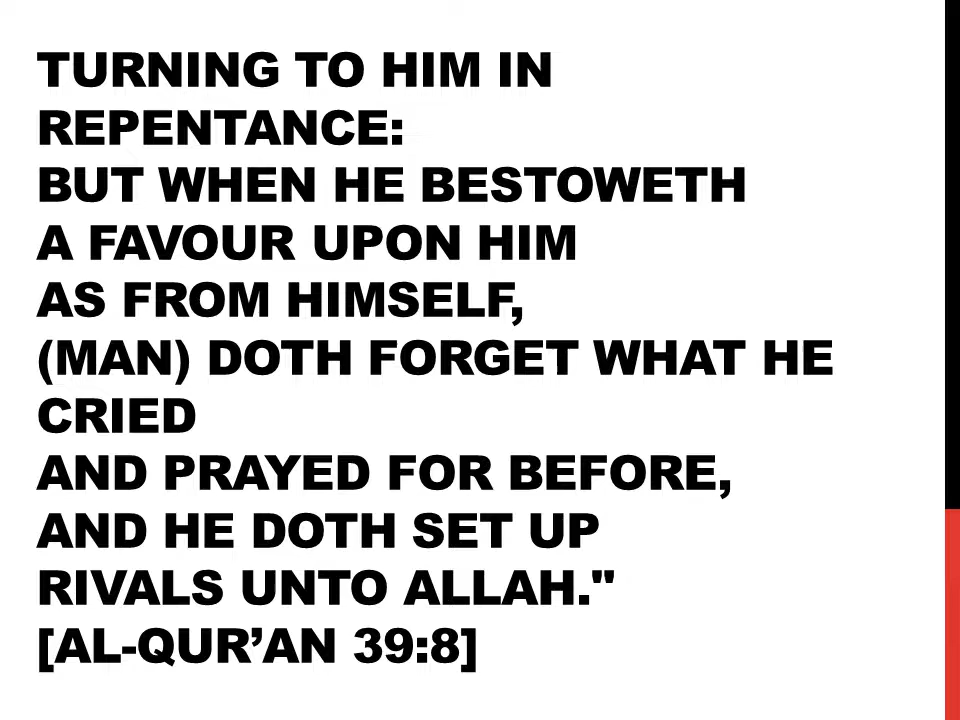 TURNING TO HIM IN
REPENTANCE:
BUT WHEN HE BESTOWETH
A FAVOUR UPON HIM
AS FROM HIMSELF,
(MAN) DOTH FORGET WHAT HE
CRIED
AND PRAYED FOR BEFORE,
AND HE DOTH SET UP
RIVALS UNTO ALLAH."
[AL-QUR’AN 39:8]